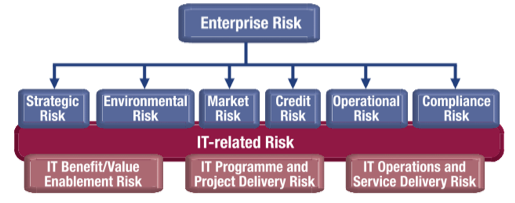 Enterprise Risk
Strategic
Risk
Environmental
Risk
Market
Risk
Credit
Risk
Operational
Risk
Compliance
Risk
IT-related Risk
IT Benefit/Value
Enablement Risk
IT Programme and
Project Delivery Risk
IT Operations and
Service Delivery Risk